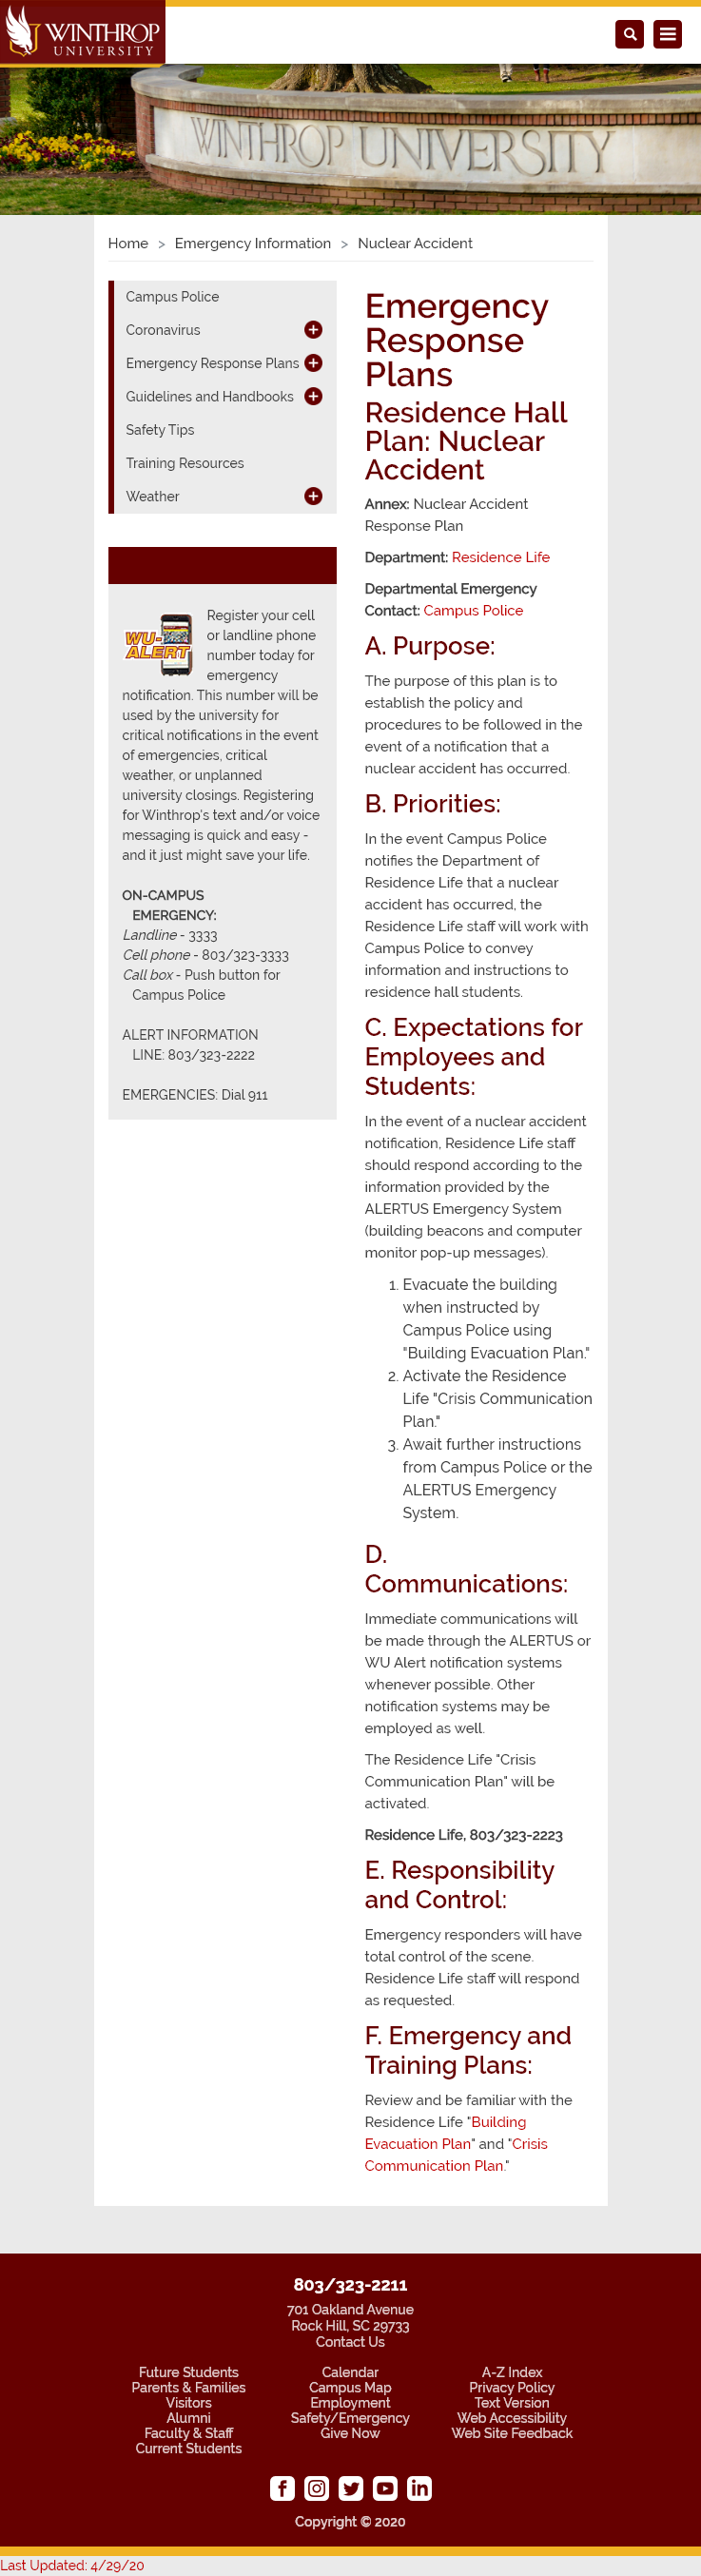 WINTHROP
UNIVERSITY
WINTHROP UNIVERSITY
Home > Emergency Information > Nuclear Accident
Campus Police
Coronavirus
Emergency Response Plans
Guidelines and Handbooks
Safety Tips
Training Resources
Weather
WU-
ALERT
Register your cell
or landline phone
number today for
emergency
notification. This number will be
used by the university for
critical notifications in the event
of emergencies, critical
weather, or unplanned
university closings. Registering
for Winthrop's text and/or voice
messaging is quick and easy -
and it just might save your life.
ON-CAMPUS
EMERGENCY:
Landline - 3333
Cell phone - 803/323-3333
Call box - Push button for
Campus Police
ALERT INFORMATION
LINE: 803/323-2222
EMERGENCIES: Dial 911
Emergency
Response
Plans
Residence Hall
Plan: Nuclear
Accident
Annex: Nuclear Accident
Response Plan
Department: Residence Life
Departmental Emergency
Contact: Campus Police
A. Purpose:
The purpose of this plan is to
establish the policy and
procedures to be followed in the
event of a notification that a
nuclear accident has occurred.
B. Priorities:
In the event Campus Police
notifies the Department of
Residence Life that a nuclear
accident has occurred, the
Residence Life staff will work with
Campus Police to convey
information and instructions to
residence hall students.
C. Expectations for
Employees and
Students:
In the event of a nuclear accident
notification, Residence Life staff
should respond according to the
information provided by the
ALERTUS Emergency System
(building beacons and computer
monitor pop-up messages).
1. Evacuate the building
when instructed by
Campus Police using
"Building Evacuation Plan."
2. Activate the Residence
Life "Crisis Communication
Plan."
3. Await further instructions
from Campus Police or the
ALERTUS Emergency
System.
D.
Communications:
Immediate communications will
be made through the ALERTUS or
WU Alert notification systems
whenever possible. Other
notification systems may be
employed as well.
The Residence Life "Crisis
Communication Plan" will be
activated.
Residence Life, 803/323-2223
E. Responsibility
and Control:
Emergency responders will have
total control of the scene.
Residence Life staff will respond
as requested.
F. Emergency and
Training Plans:
Review and be familiar with the
Residence Life "Building
Evacuation Plan" and "Crisis
Communication Plan."
803/323-2211
701 Oakland Avenue
Rock Hill, SC 29733
Contact Us
Future Students
Parents & Families
Visitors
Alumni
Faculty & Staff
Current Students
Calendar
Campus Map
Employment
Safety/Emergency
Give Now
A-Z Index
Privacy Policy
Text Version
Web Accessibility
Web Site Feedback
Copyright © 2020
Last Updated: 4/29/20